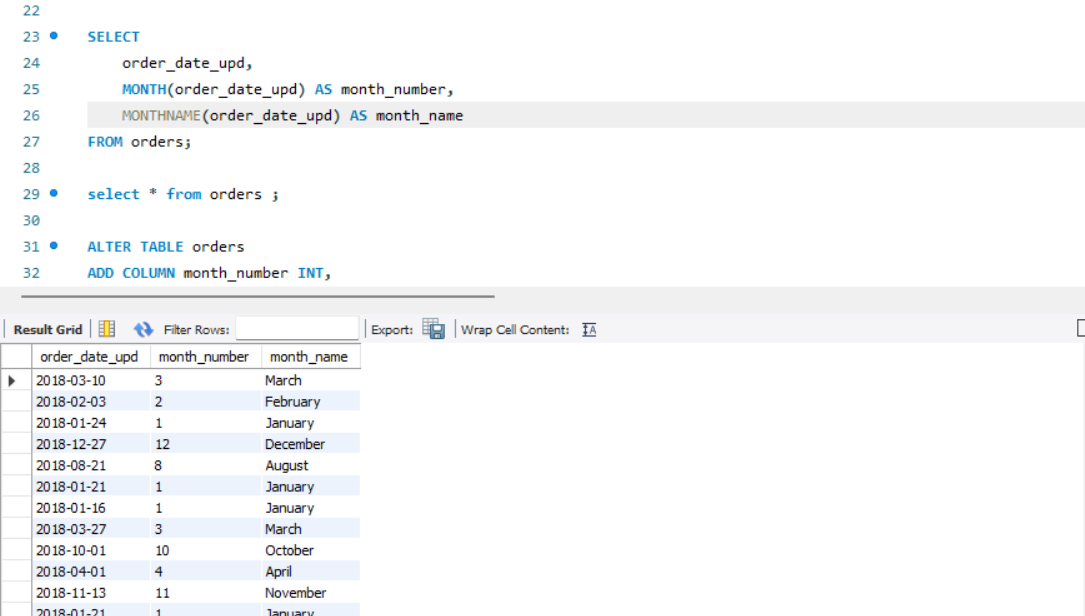 22
23 SELECT
24 order_date_upd,
25 MONTH(order_date_upd) AS month_number,
26 MONTHNAME(order_date_upd) AS month_name
27 FROM orders;
28
29 select * from orders ;
30
31 ALTER TABLE orders
32 ADD COLUMN month_number INT,
Result Grid Filter Rows: Export: Wrap Cell Content: IA
order_date_upd month_number month_name
2018-03-10 3 March
2018-02-03 2 February
2018-01-24 1 January
2018-12-27 12 December
2018-08-21 8 August
2018-01-21 1 January
2018-01-16 1 January
2018-03-27 3 March
2018-10-01 10 October
2018-04-01 4 April
2018-11-13 11 November
2018-01-21 1 January